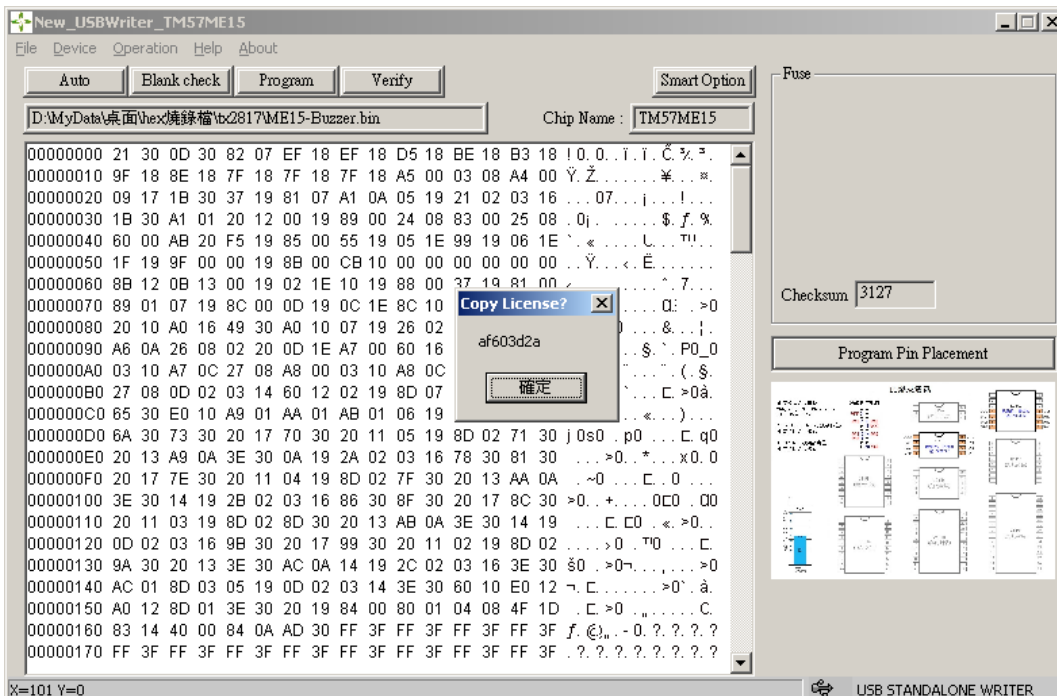 New_USBWriter_TM57ME15
File Device Operation Help About
Auto Blank check Program Verify Smart Option
D:\MyData\桌面\hex燒錄檔\tx2817\ME15-Buzzer.bin Chip Name : TM57ME15
Fuse
00000000 21 30 0D 30 82 07 EF 18 EF 18 D5 18 BE 18 B3 18
00000010 9F 18 8E 18 7F 18 7F 18 7F 18 A5 00 03 08 A4 00
00000020 09 17 1B 30 37 19 81 07 A1 0A 05 19 21 02 03 16
00000030 1B 30 A1 01 20 12 00 19 89 00 24 08 83 00 25 08
00000040 60 00 AB 20 F5 19 85 00 55 19 05 1E 99 19 06 1E
00000050 1F 19 9F 00 00 19 8B 00 CB 10 00 00 00 00 00 00
00000060 8B 12 0B 13 00 19 02 1E 10 19 88 00 37 19 81 00
00000070 89 01 07 19 8C 00 0D 19 0C 1E 8C 10
00000080 20 10 A0 16 49 30 A0 10 07 19 26 02
00000090 A6 0A 26 08 02 20 0D 1E A7 00 60 16
000000A0 03 10 A7 0C 27 08 A8 00 03 10 A8 0C
000000B0 27 08 0D 02 03 14 60 12 02 19 8D 07
000000C0 65 30 E0 10 A9 01 AA 01 AB 01 06 19
000000D0 6A 30 73 30 20 17 70 30 20 11 05 19 8D 02 71 30
000000E0 20 13 A9 0A 3E 30 0A 19 2A 02 03 16 78 30 81 30
000000F0 20 17 7E 30 20 11 04 19 8D 02 7F 30 20 13 AA 0A
00000100 3E 30 14 19 2B 02 03 16 86 30 8F 30 20 17 8C 30
00000110 20 11 03 19 8D 02 8D 30 20 13 AB 0A 3E 30 14 19
00000120 0D 02 03 16 9B 30 20 17 99 30 20 11 02 19 8D 02
00000130 9A 30 20 13 3E 30 AC 0A 14 19 2C 02 03 16 3E 30
00000140 AC 01 8D 03 05 19 0D 02 03 14 3E 30 60 10 E0 12
00000150 A0 12 8D 01 3E 30 20 19 84 00 80 01 04 08 4F 1D
00000160 83 14 40 00 84 0A AD 30 FF 3F FF 3F FF 3F FF 3F
00000170 FF 3F FF 3F FF 3F FF 3F FF 3F FF 3F FF 3F FF 3F
Copy License?
af603d2a
確定
Checksum 3127
Program Pin Placement
X=101 Y=0 USB STANDALONE WRITER